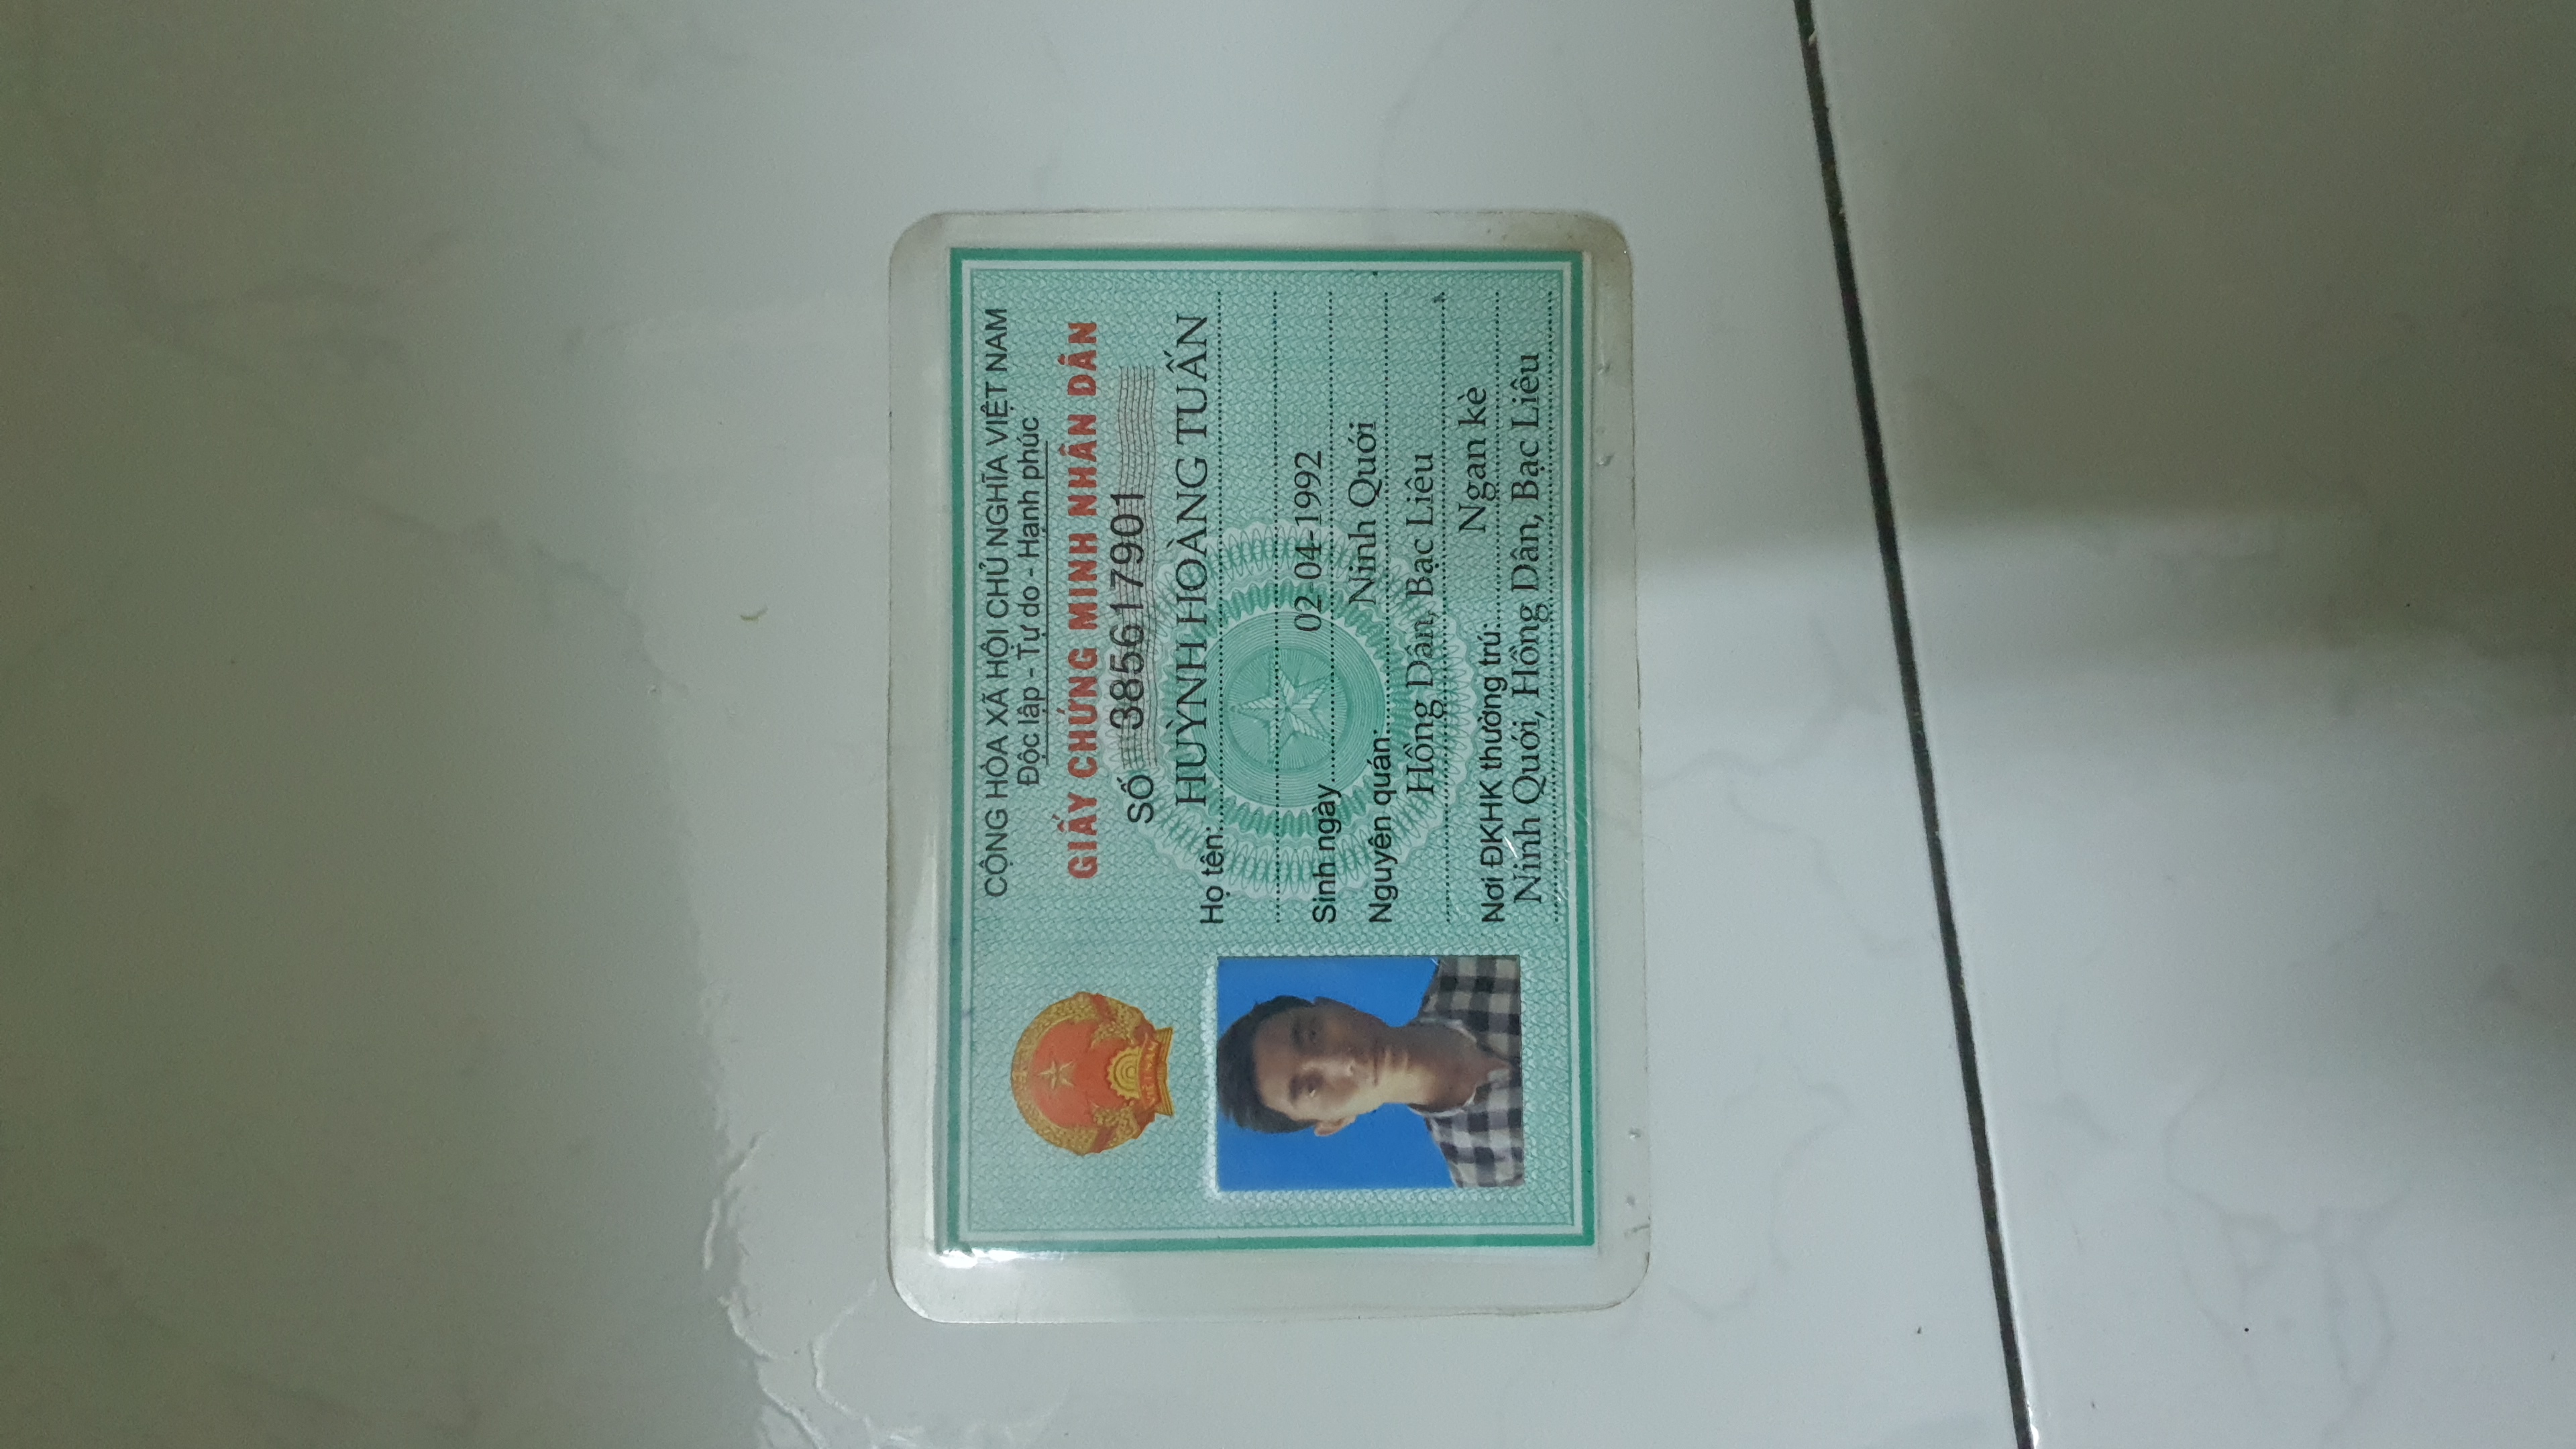 CỘNG HÒA XÃ HỘI CHỦ NGHĨA VIỆT NAM
Độc lập - Tự do - Hạnh phúc
GIẤY CHỨNG MINH NHÂN DÂN
SỐ 385617901
Họ tên: HUỲNH HOÀNG TUẤN
Sinh ngày 02-04-1992
Nguyên quán: Ninh Quới
Hồng Dân, Bạc Liêu
Nơi ĐKHK thường trú: Ngan kè
Ninh Quới, Hồng Dân, Bạc Liêu
VIỆT NAM